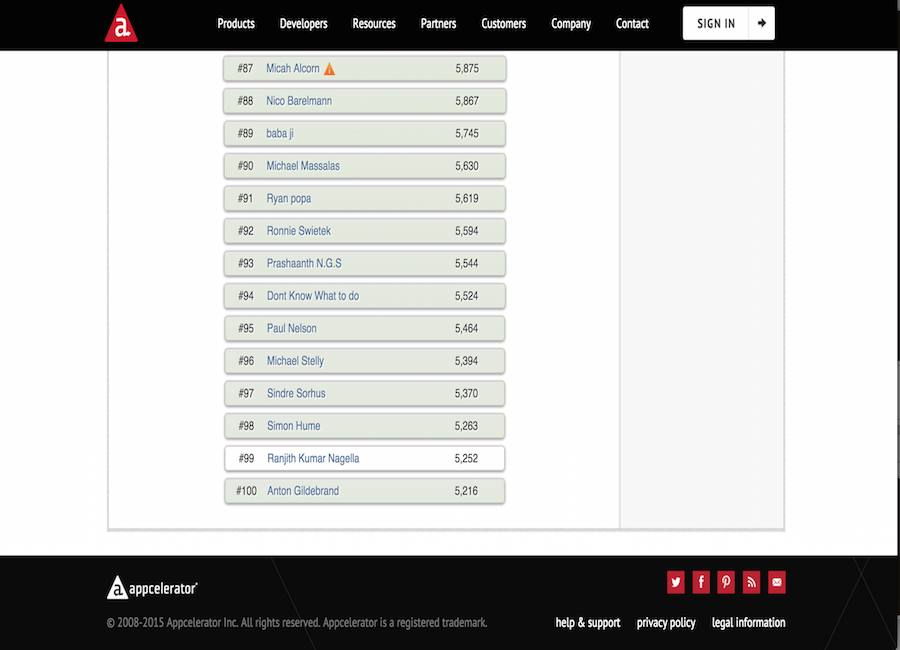 a Products Developers Resources Partners Customers Company Contact SIGN IN
#87 Micah Alcorn 5,875
#88 Nico Barelmann 5,867
#89 baba ji 5,745
#90 Michael Massalas 5,630
#91 Ryan popa 5,619
#92 Ronnie Swietek 5,594
#93 Prashaanth N.G.S 5,544
#94 Dont Know What to do 5,524
#95 Paul Nelson 5,464
#96 Michael Stelly 5,394
#97 Sindre Sorhus 5,370
#98 Simon Hume 5,263
#99 Ranjith Kumar Nagella 5,252
#100 Anton Gildebrand 5,216
a appcelerator
© 2008-2015 Appcelerator Inc. All rights reserved. Appcelerator is a registered trademark. help & support privacy policy legal information